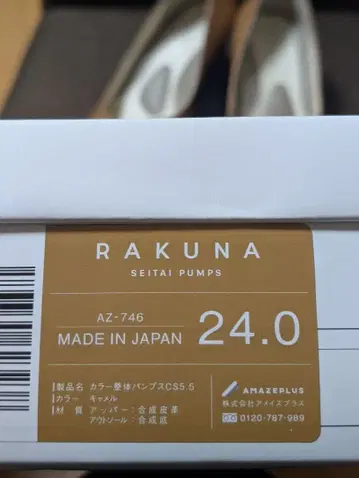 RAKUNA
SEITAI PUMPS
AZ-746
MADE IN JAPAN
24.0
製品名 カラー整体パンプスCS5.5
カラー キャメル
材 質 アッパー:合成皮革
アウトソール:合成底
AMAZEPLUS
株式会社アメイズプラス
0120-787-989